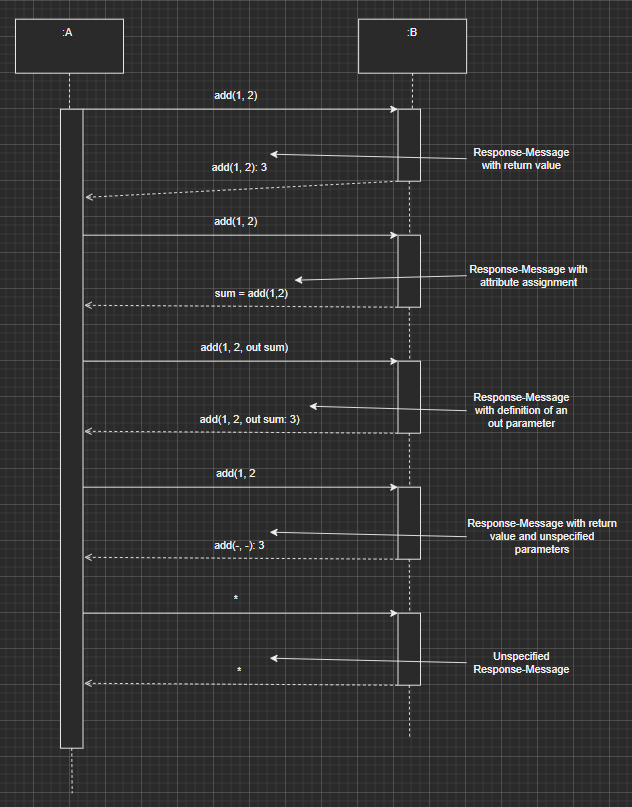 :A
:B
add(1, 2)
Response-Message
with return value
add(1, 2): 3
add(1, 2)
Response-Message with
attribute assignment
sum = add(1,2)
add(1, 2, out sum)
Response-Message
with definition of an
out parameter
add(1, 2, out sum: 3)
add(1, 2
Response-Message with return
value and unspecified
parameters
add(-, -): 3
*
Unspecified
Response-Message
*